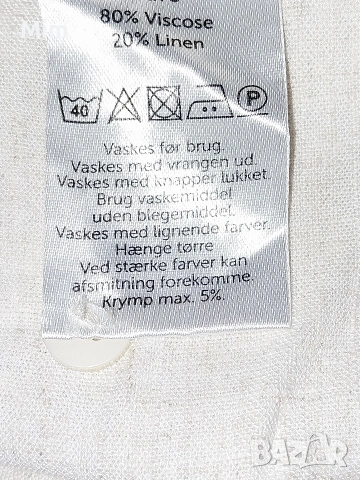 80% Viscose
20% Linen
40 P
Vaskes før brug.
Vaskes med vrangen ud.
Vaskes med knapper lukket.
Brug vaskemiddel
uden blegemiddel.
Vaskes med lignende farver.
Hænge tørre
Ved stærke farver kan
afsmitning forekomme.
Krymp max. 5%.
BAZAR